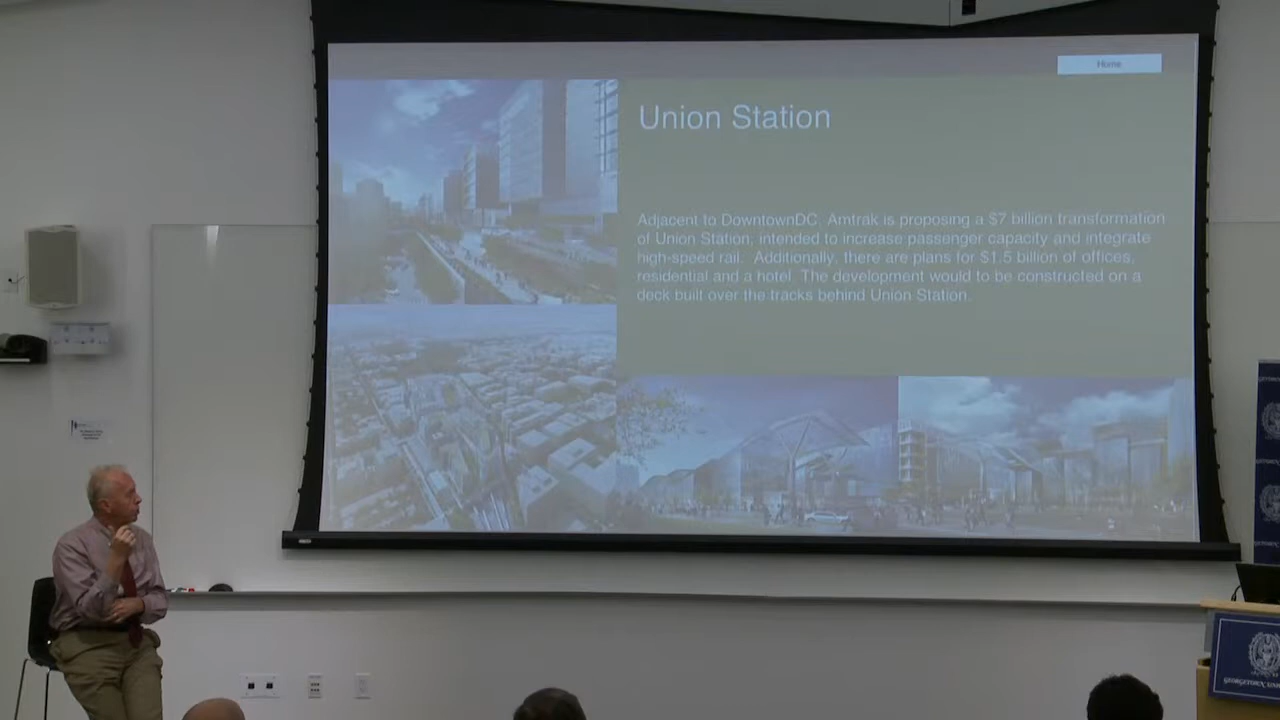 Home
Union Station
Adjacent to DowntownDC, Amtrak is proposing a $7 billion transformation
of Union Station, intended to increase passenger capacity and integrate
high-speed rail. Additionally, there are plans for $1.5 billion of offices,
residential and a hotel. The development would to be constructed on a
deck built over the tracks behind Union Station.